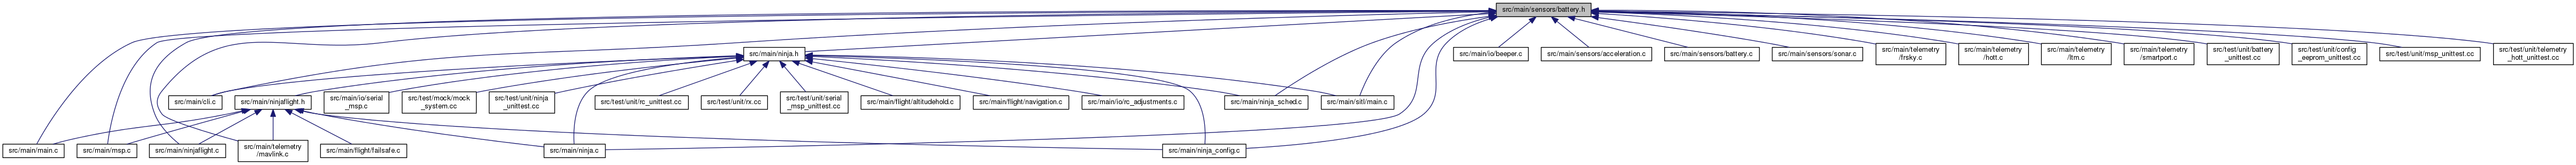 src/main/sensors/battery.h
src/main/ninja.h
src/main/io/beeper.c
src/main/sensors/acceleration.c
src/main/sensors/battery.c
src/main/sensors/sonar.c
src/main/telemetry
/frsky.c
src/main/telemetry
/hott.c
src/main/telemetry
/ltm.c
src/main/telemetry
/smartport.c
src/test/unit/battery
_unittest.cc
src/test/unit/config
_eeprom_unittest.cc
src/test/unit/msp_unittest.cc
src/test/unit/telemetry
_hott_unittest.cc
src/main/cli.c
src/main/ninjaflight.h
src/main/io/serial
_msp.c
src/test/mock/mock
_system.cc
src/test/unit/ninja
_unittest.cc
src/test/unit/rc_unittest.cc
src/test/unit/rx.cc
src/test/unit/serial
_msp_unittest.cc
src/main/flight/altitudehold.c
src/main/flight/navigation.c
src/main/io/rc_adjustments.c
src/main/ninja_sched.c
src/main/sitl/main.c
src/main/main.c
src/main/msp.c
src/main/ninjaflight.c
src/main/telemetry
/mavlink.c
src/main/flight/failsafe.c
src/main/ninja.c
src/main/ninja_config.c